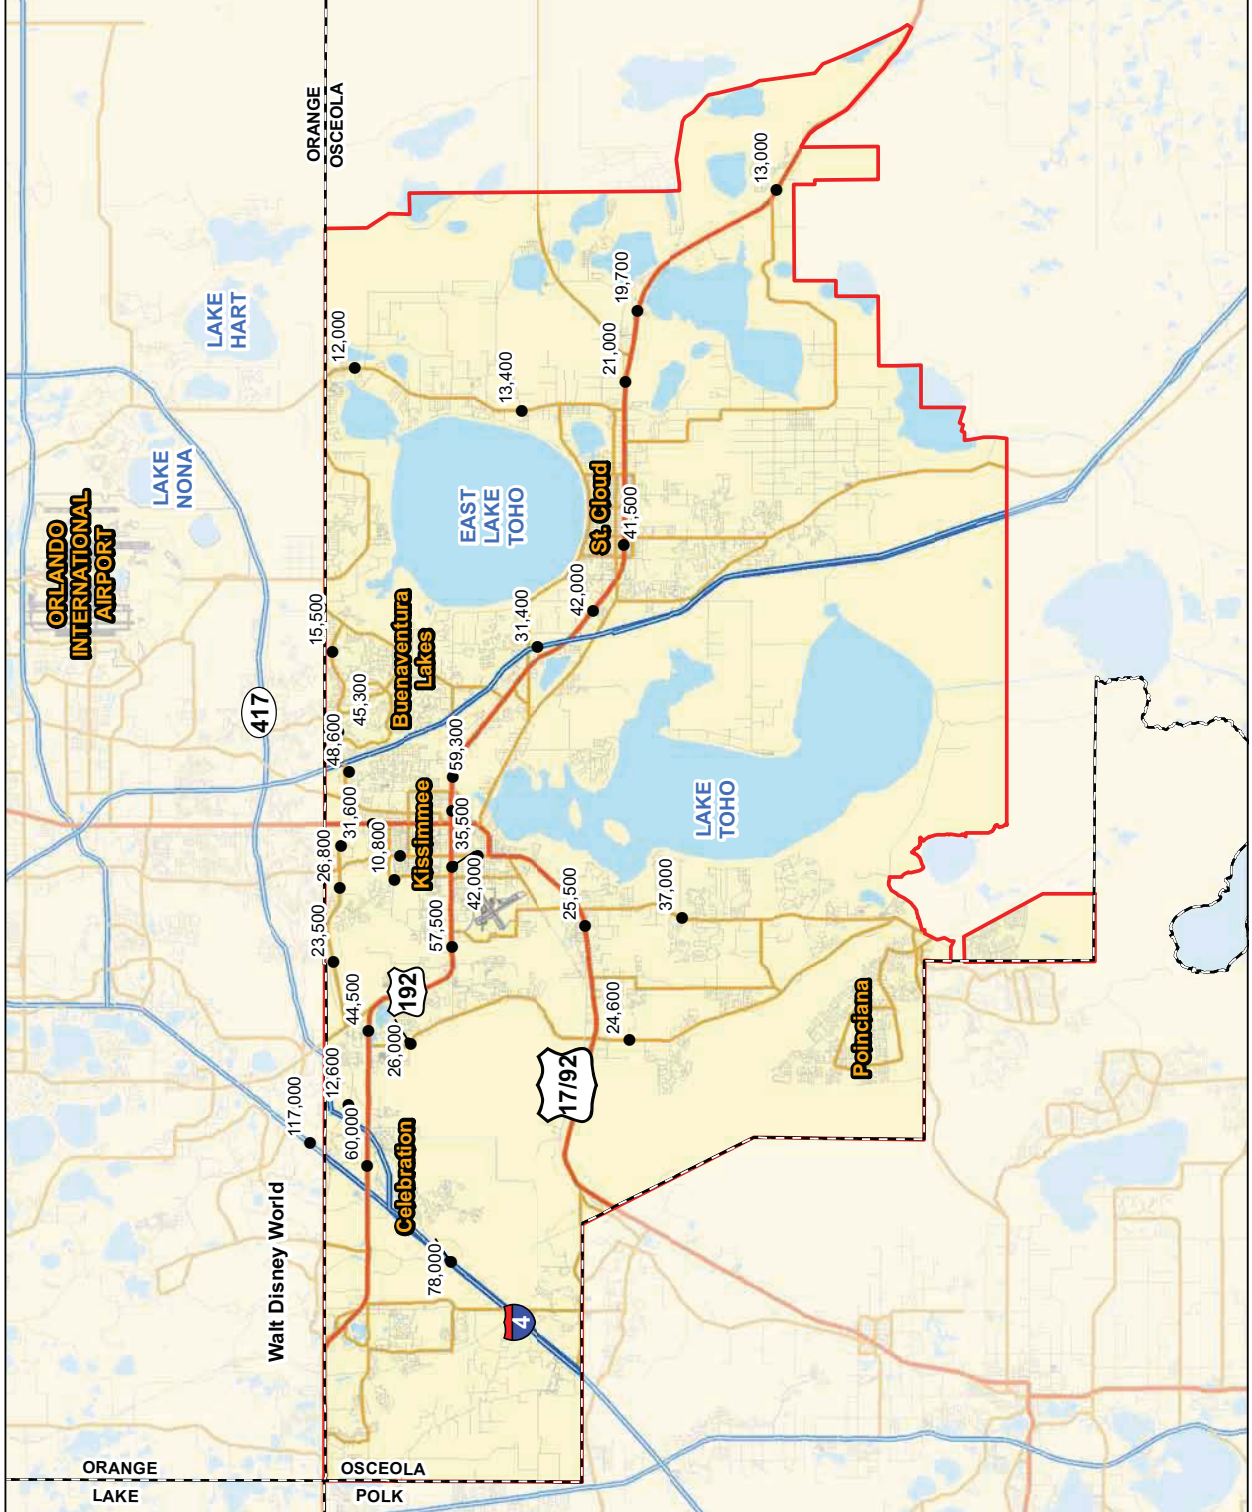 ORANGE
OSCEOLA
LAKE
HART
12,000
13,000
19,700
21,000
13,400
LAKE
NONA
ORLANDO
INTERNATIONAL
AIRPORT
EAST
LAKE
TOHO
St. Cloud
41,500
42,000
31,400
15,500
Buenaventura
Lakes
45,300
417
48,600
59,300
31,600
35,500
Kissimmee
10,800
26,800
42,000
LAKE
TOHO
37,000
25,500
57,500
23,500
192
44,500
26,000
24,600
Poinciana
17/92
12,600
117,000
60,000
Celebration
78,000
Walt Disney World
4
ORANGE
LAKE
OSCEOLA
POLK